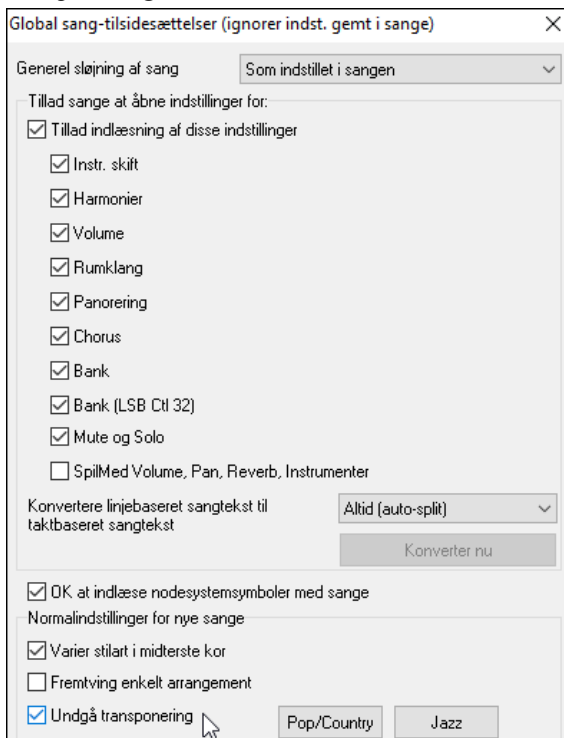 Global sang-tilsidesættelser (ignorer indst. gemt i sange)
Generel sløjning af sang Som indstillet i sangen
Tillad sange at åbne indstillinger for:
Tillad indlæsning af disse indstillinger
Instr. skift
Harmonier
Volume
Rumklang
Panorering
Chorus
Bank
Bank (LSB Ctl 32)
Mute og Solo
SpilMed Volume, Pan, Reverb, Instrumenter
Konvertere linjebaseret sangtekst til Altid (auto-split)
taktbaseret sangtekst
Konverter nu
OK at indlæse nodesystemsymboler med sange
Normalindstillinger for nye sange
Varier stilart i midterste kor
Fremtving enkelt arrangement
Undgå transponering Pop/Country Jazz